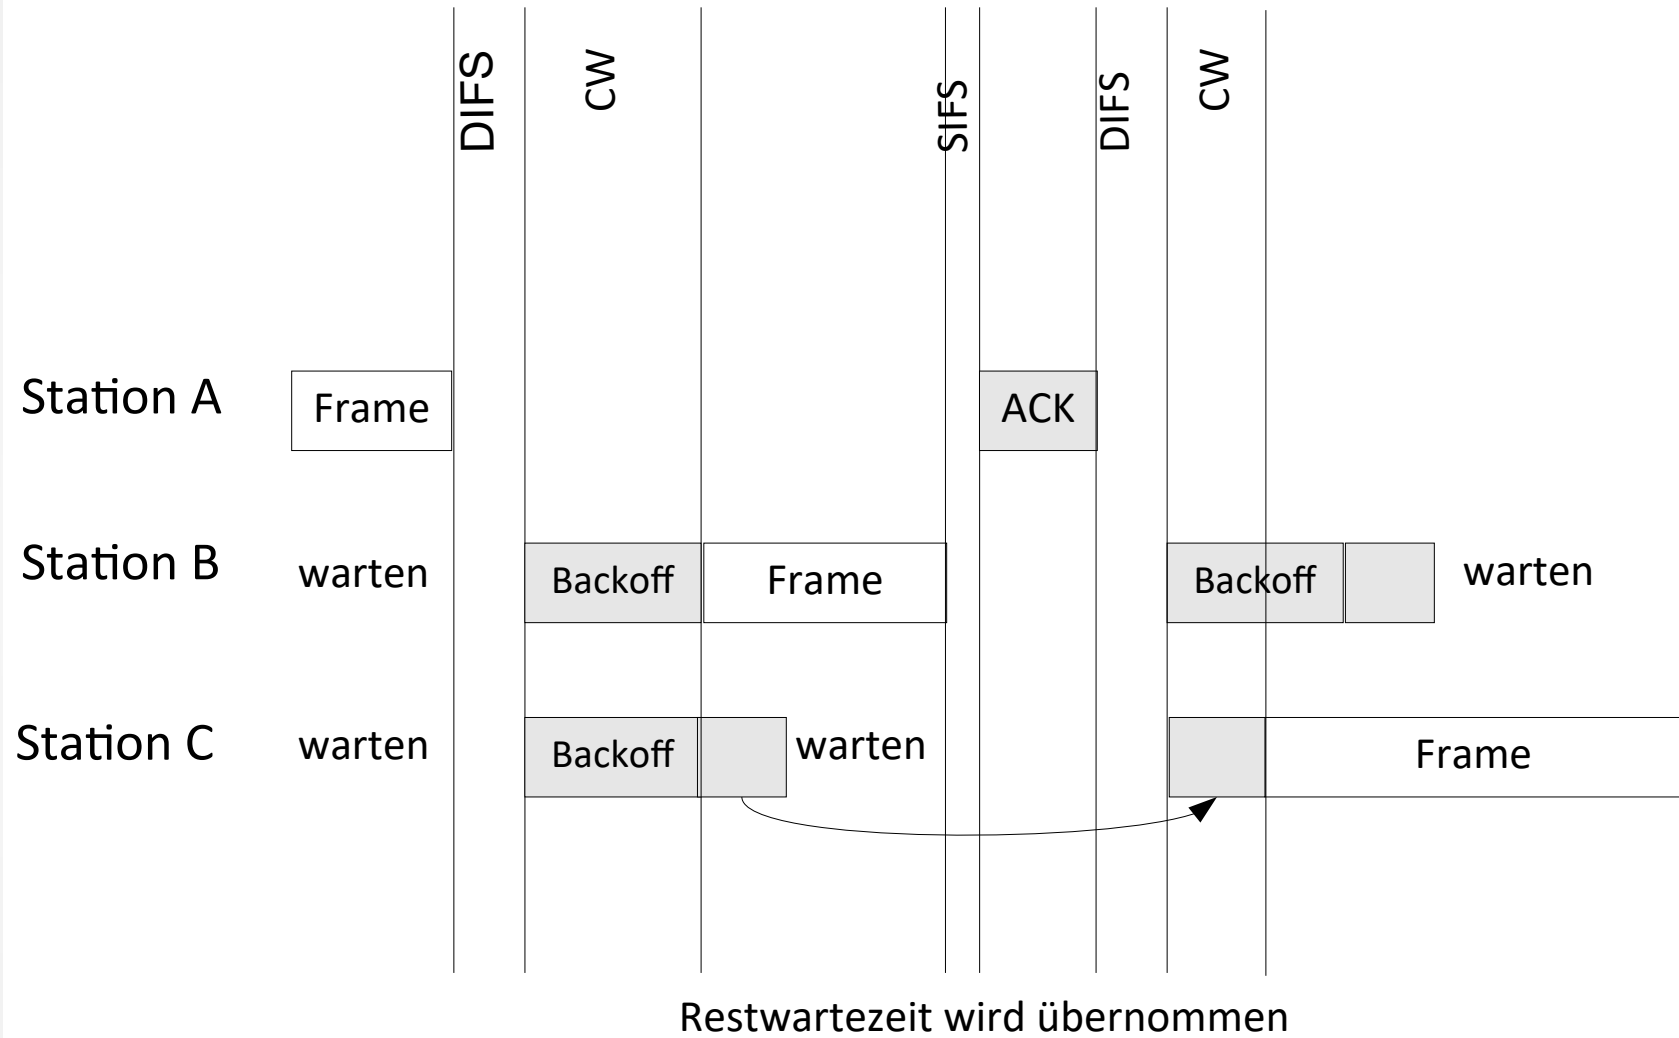 DIFS
CW
SIFS
DIFS
CW
Station A
Frame
ACK
Station B
warten
Backoff
Frame
Backoff
warten
Station C
warten
Backoff
warten
Frame
Restwartezeit wird übernommen